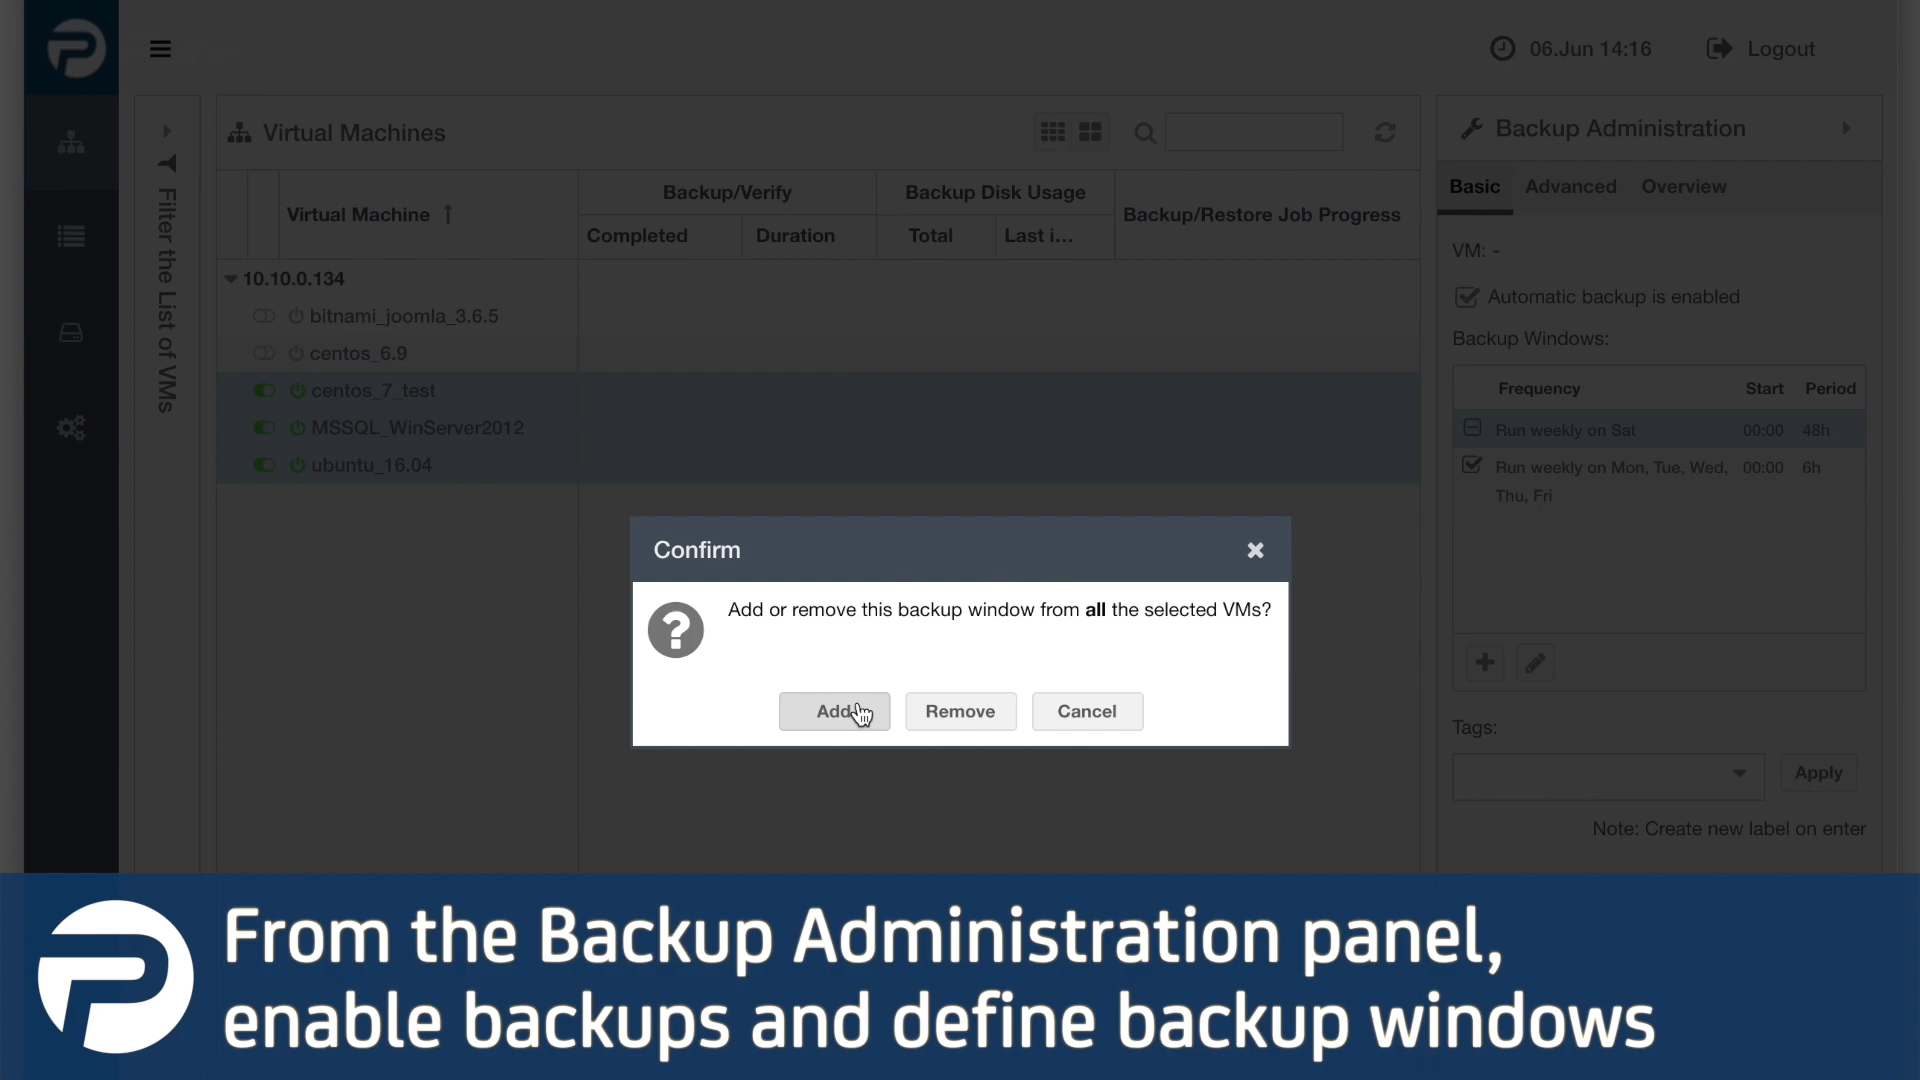 06.Jun 14:16
Logout
Filter the List of VMs
Virtual Machines
Virtual Machine ↑
Backup/Verify
Backup Disk Usage
Backup/Restore Job Progress
Completed
Duration
Total
Last i...
10.10.0.134
bitnami_joomla_3.6.5
centos_6.9
centos_7_test
MSSQL_WinServer2012
ubuntu_16.04
Backup Administration
Basic Advanced Overview
VM: -
Automatic backup is enabled
Backup Windows:
Frequency Start Period
Run weekly on Sat 00:00 48h
Run weekly on Mon, Tue, Wed, 00:00 6h
Thu, Fri
Tags:
Apply
Note: Create new label on enter
Confirm
Add or remove this backup window from all the selected VMs?
Add Remove Cancel
From the Backup Administration panel,
enable backups and define backup windows